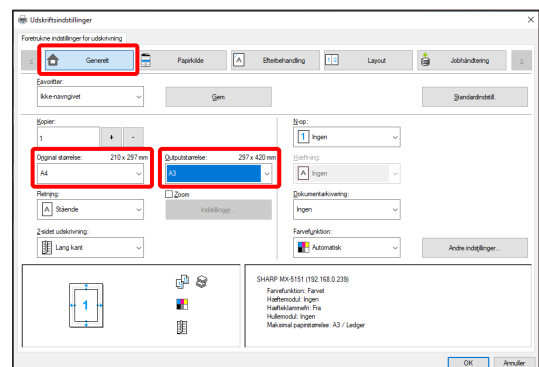 Udskriftsindstillinger
Foretrukne indstillinger for udskrivning
Generelt
Papirkilde
Efterbehandling
Layout
Jobhåndtering
Favoritter:
Ikke-navngivet
Gem
Standardindstil.
Kopier:
1
+ -
N-op:
1 Ingen
Original størrelse: 210 x 297 mm
A4
Outputstørrelse: 297 x 420 mm
A3
Hæftning:
A Ingen
Retning:
A Stående
Zoom
Indstillinger...
Dokumentarkivering:
Ingen
2-sidet udskrivning:
Lang kant
Farvefunktion:
Automatisk
Andre indstillinger...
1
SHARP MX-5151 (192.168.0.239)
Farvefunktion: Farvet
Hæftemodul: Ingen
Hæfteklammefri: Fra
Hullemodul: Ingen
Maksimal papirstørrelse: A3 / Ledger
OK
Annuller